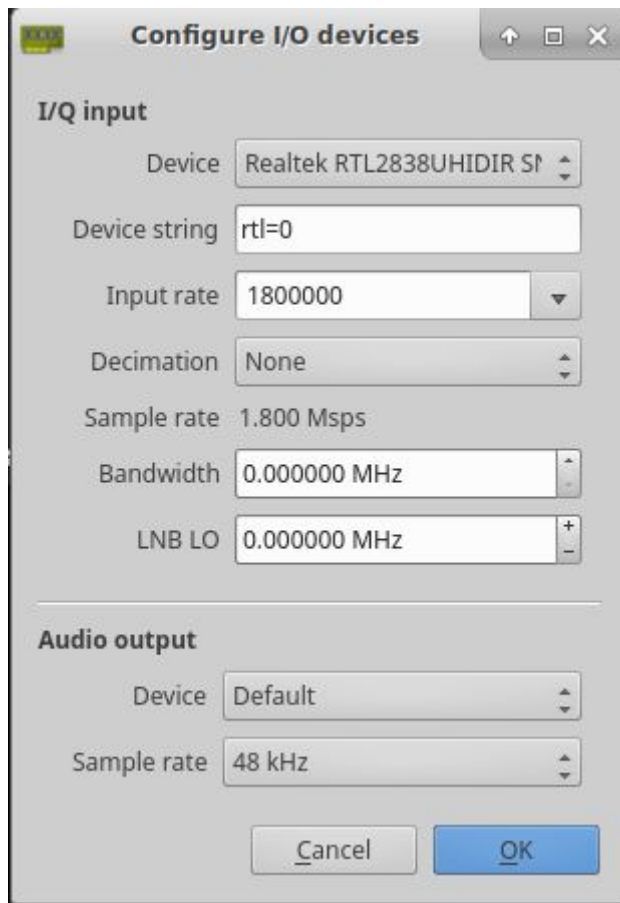 Configure I/O devices
I/Q input
Device Realtek RTL2838UHIDIR
Device string rtl=0
Input rate 1800000
Decimation None
Sample rate 1.800 Msps
Bandwidth 0.000000 MHz
LNB LO 0.000000 MHz
Audio output
Device Default
Sample rate 48 kHz
Cancel OK